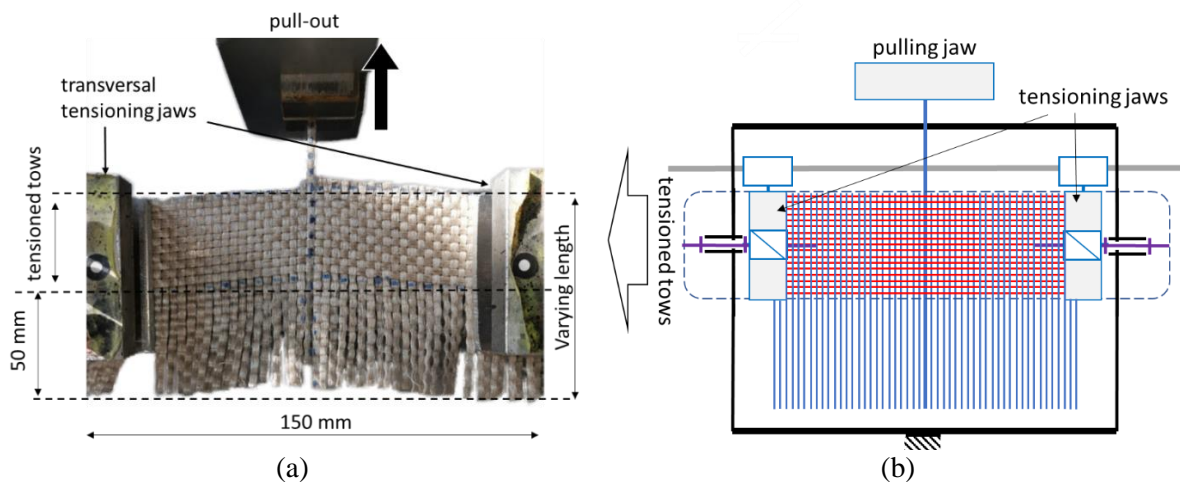 pull-out
transversal
tensioning jaws
tensioned tows
50 mm
Varying length
150 mm
(a)
pulling jaw
tensioning jaws
tensioned tows
(b)